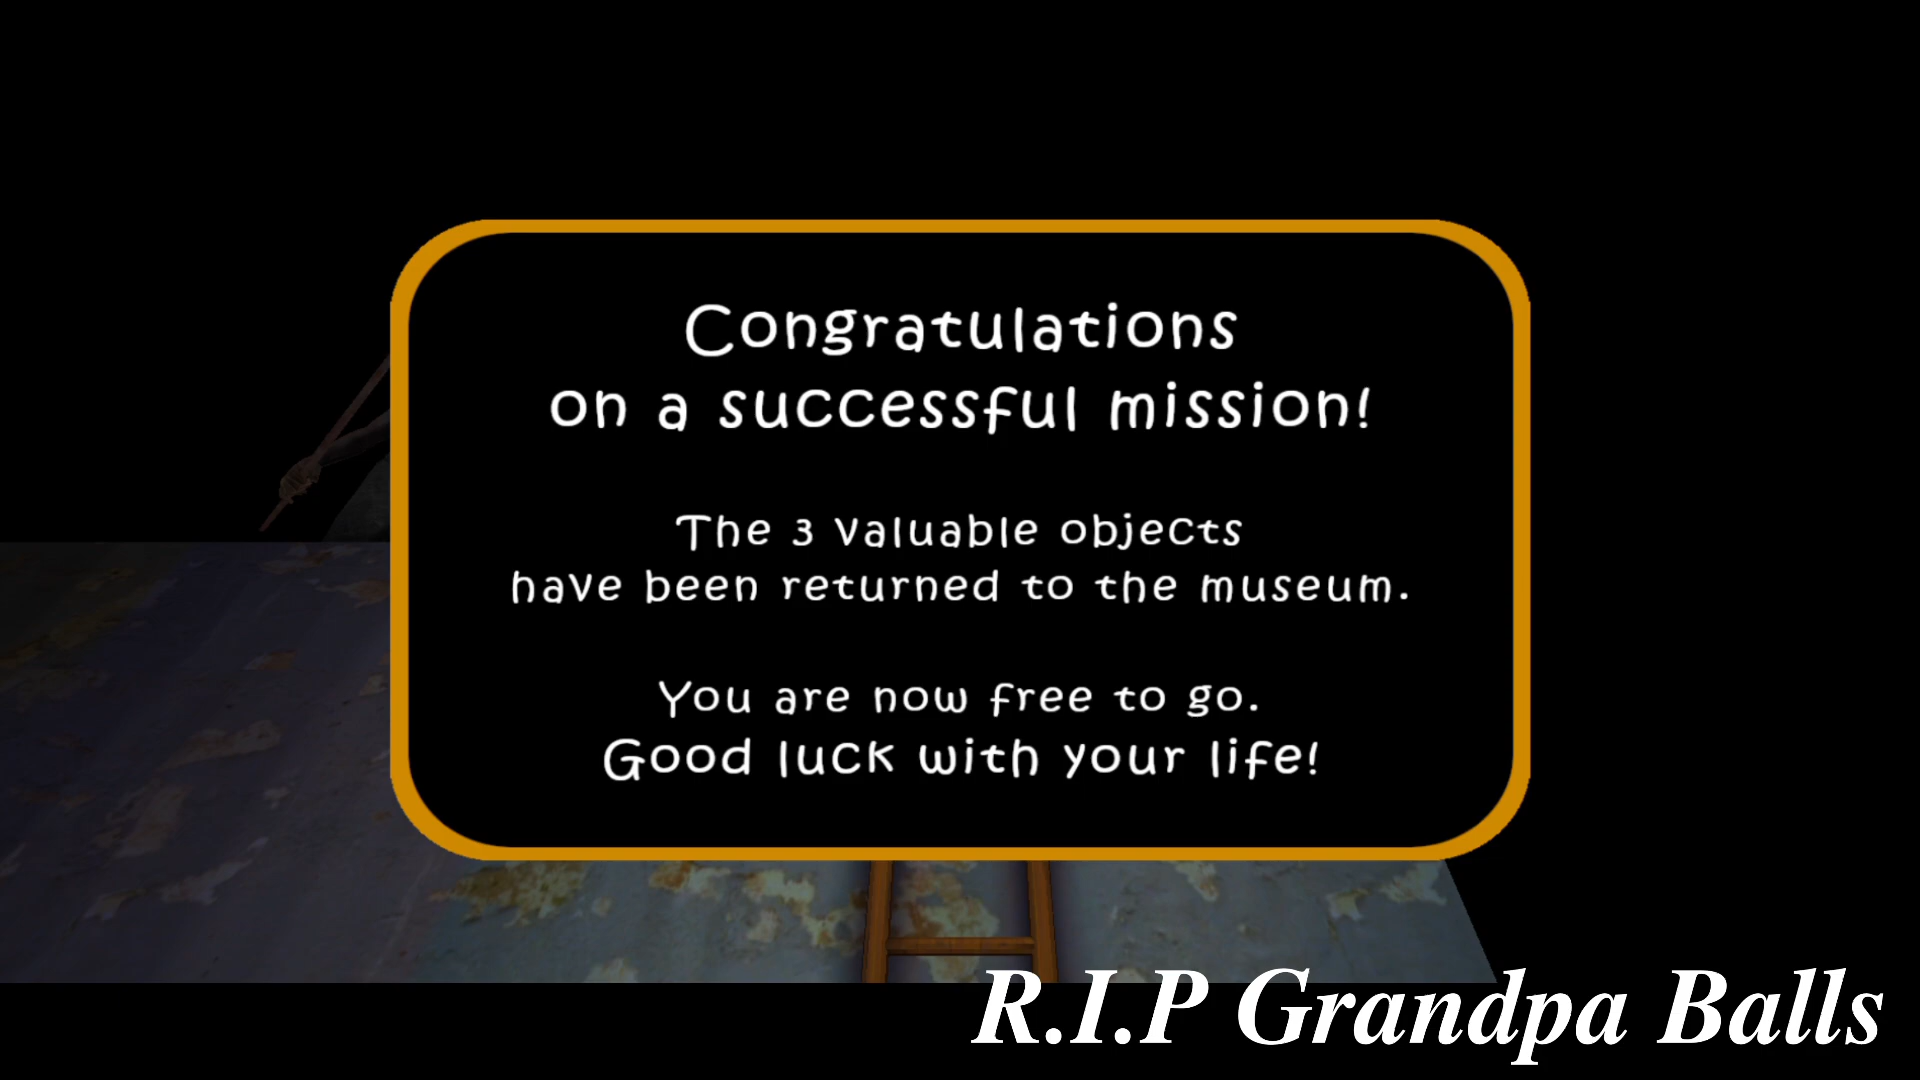 Congratulations
on a successful mission!
The 3 valuable objects
have been returned to the museum.
You are now free to go.
Good luck with your life!
R.I.P Grandpa Balls